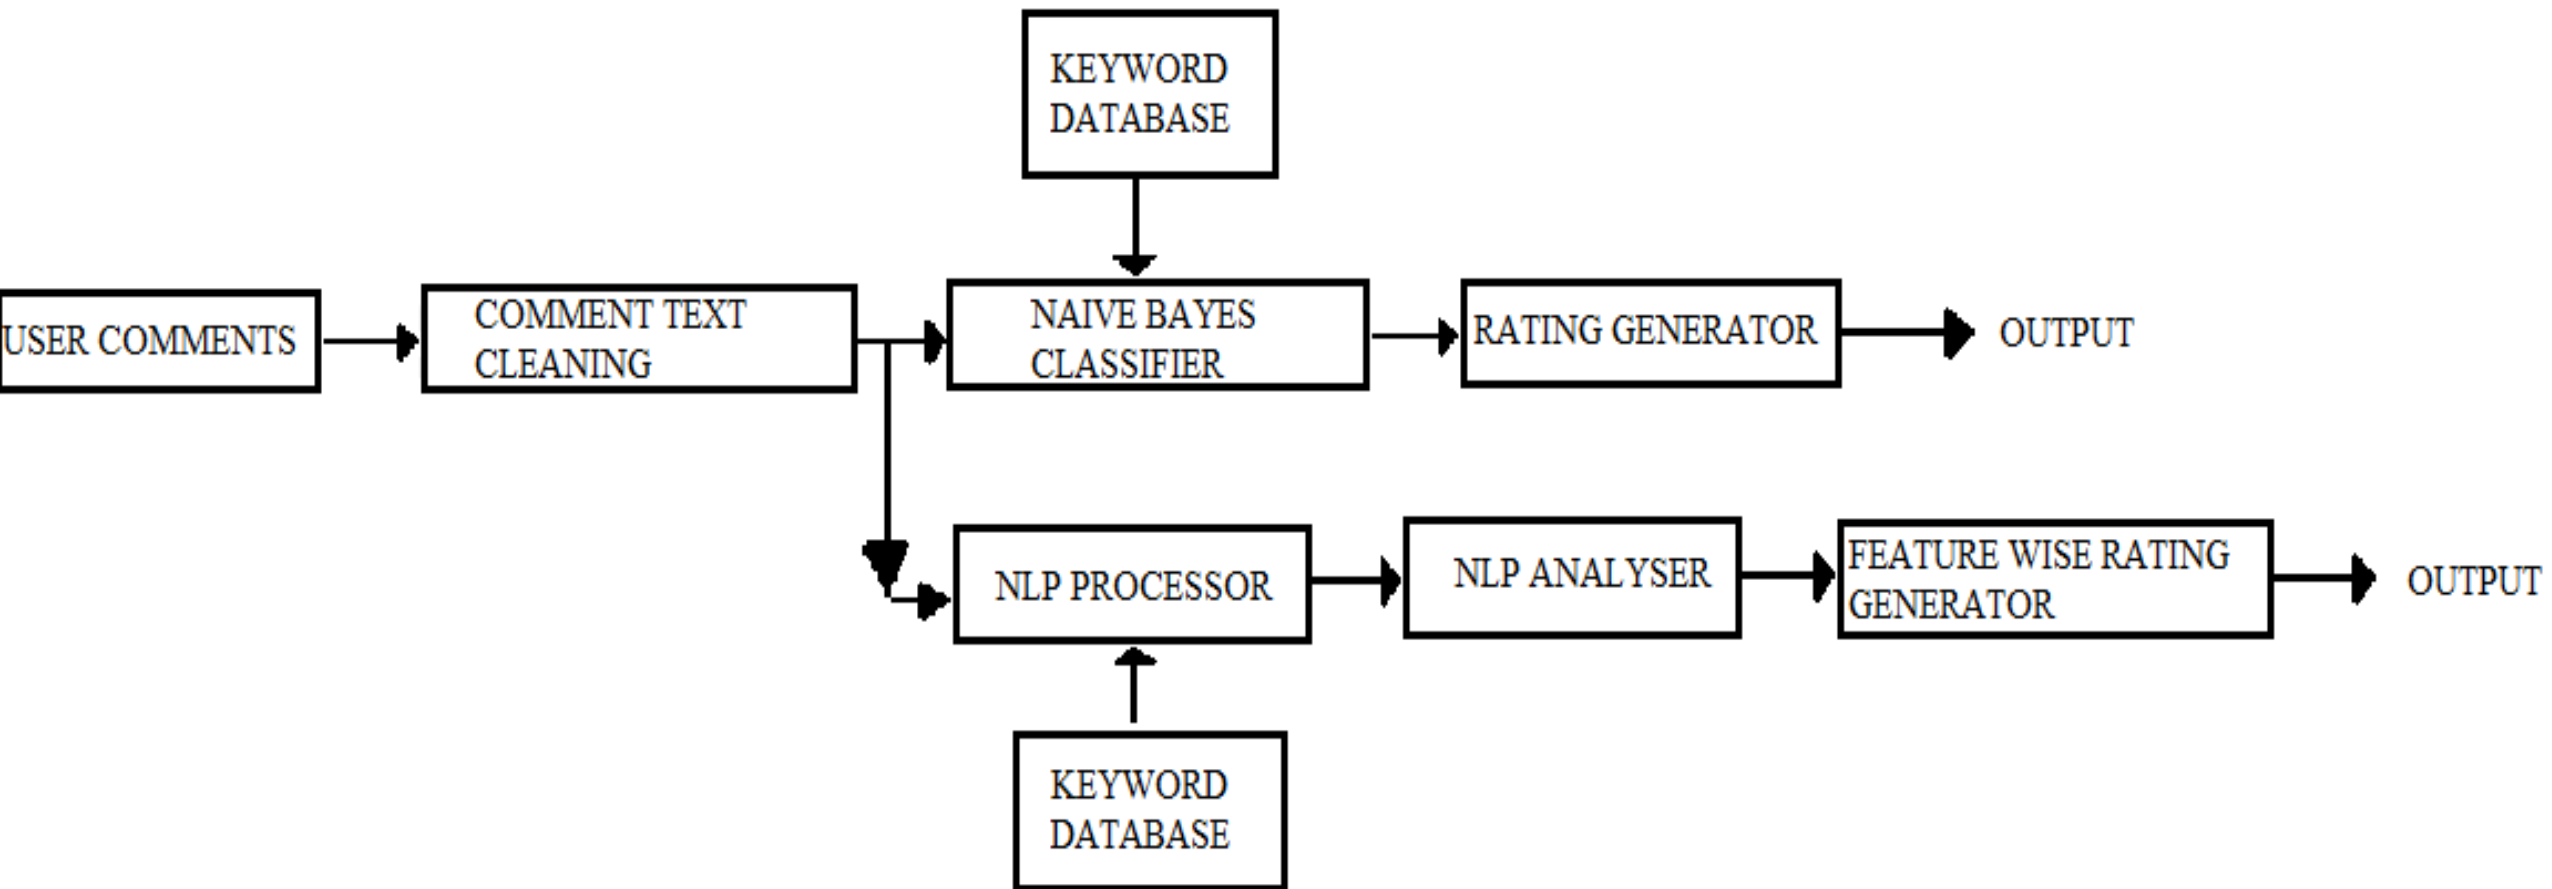 KEYWORD
DATABASE
USER COMMENTS
COMMENT TEXT
CLEANING
NAIVE BAYES
CLASSIFIER
RATING GENERATOR
OUTPUT
NLP PROCESSOR
NLP ANALYSER
FEATURE WISE RATING
GENERATOR
OUTPUT
KEYWORD
DATABASE